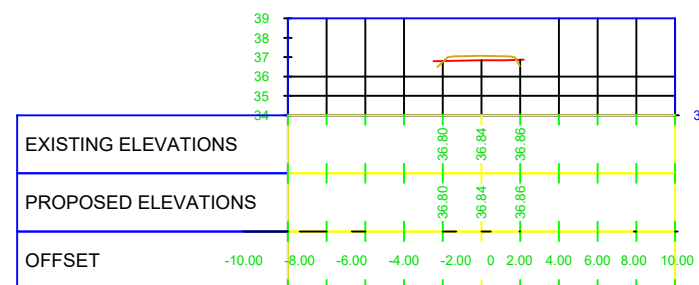 39
38
37
36
35
34
3
EXISTING ELEVATIONS 36.80 36.84 36.86
PROPOSED ELEVATIONS 36.80 36.84 36.86
OFFSET -10.00 -8.00 -6.00 -4.00 -2.00 0 2.00 4.00 6.00 8.00 10.00